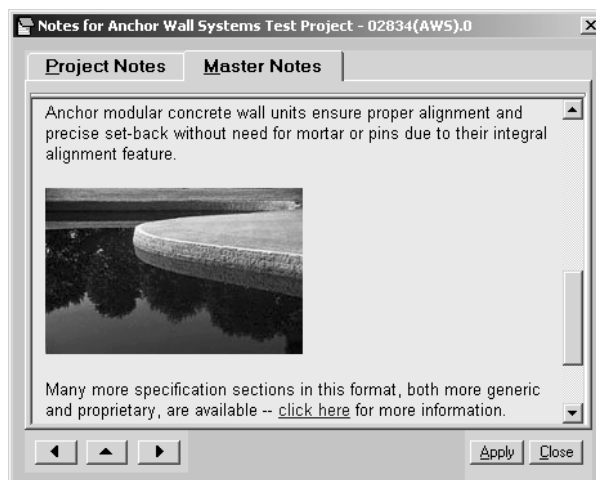 Notes for Anchor Wall Systems Test Project - 02834(AWS).0
Project Notes
Master Notes
Anchor modular concrete wall units ensure proper alignment and
precise set-back without need for mortar or pins due to their integral
alignment feature.
Many more specification sections in this format, both more generic
and proprietary, are available -- click here for more information.
Apply
Close